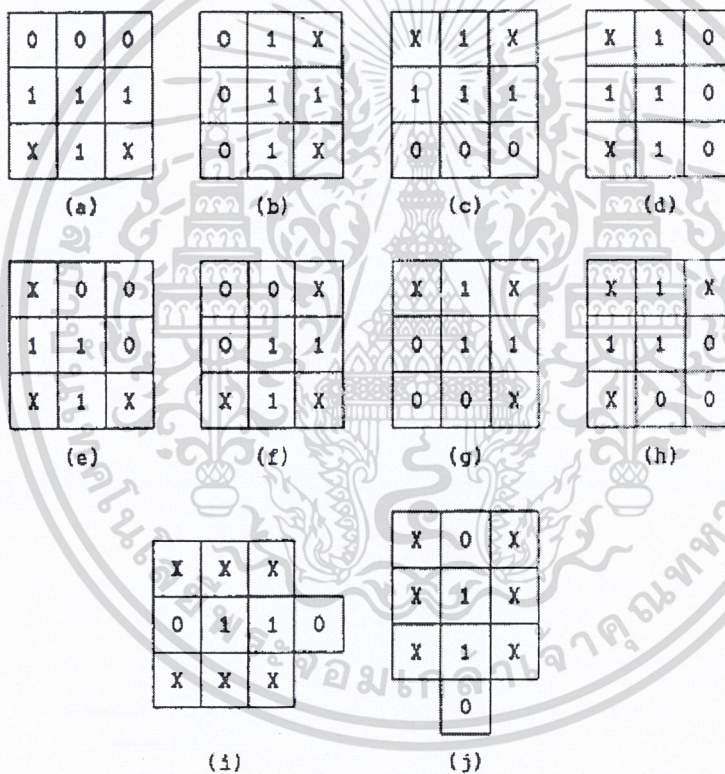 0 0 0 0 1 X X 1 X X 1 0
1 1 1 0 1 1 1 1 1 1 1 0
X 1 X 0 1 X 0 0 0 X 1 0
(a) (b) (c) (d)
X 0 0 0 0 X X 1 X X 1 X
1 1 0 0 1 1 0 1 1 1 1 0
X 1 X X 1 X 0 0 X X 0 0
(e) (f) (g) (h)
X X X
0 1 1 0
X X X
(i)
X 0 X
X 1 X
X 1 X
0
(j)